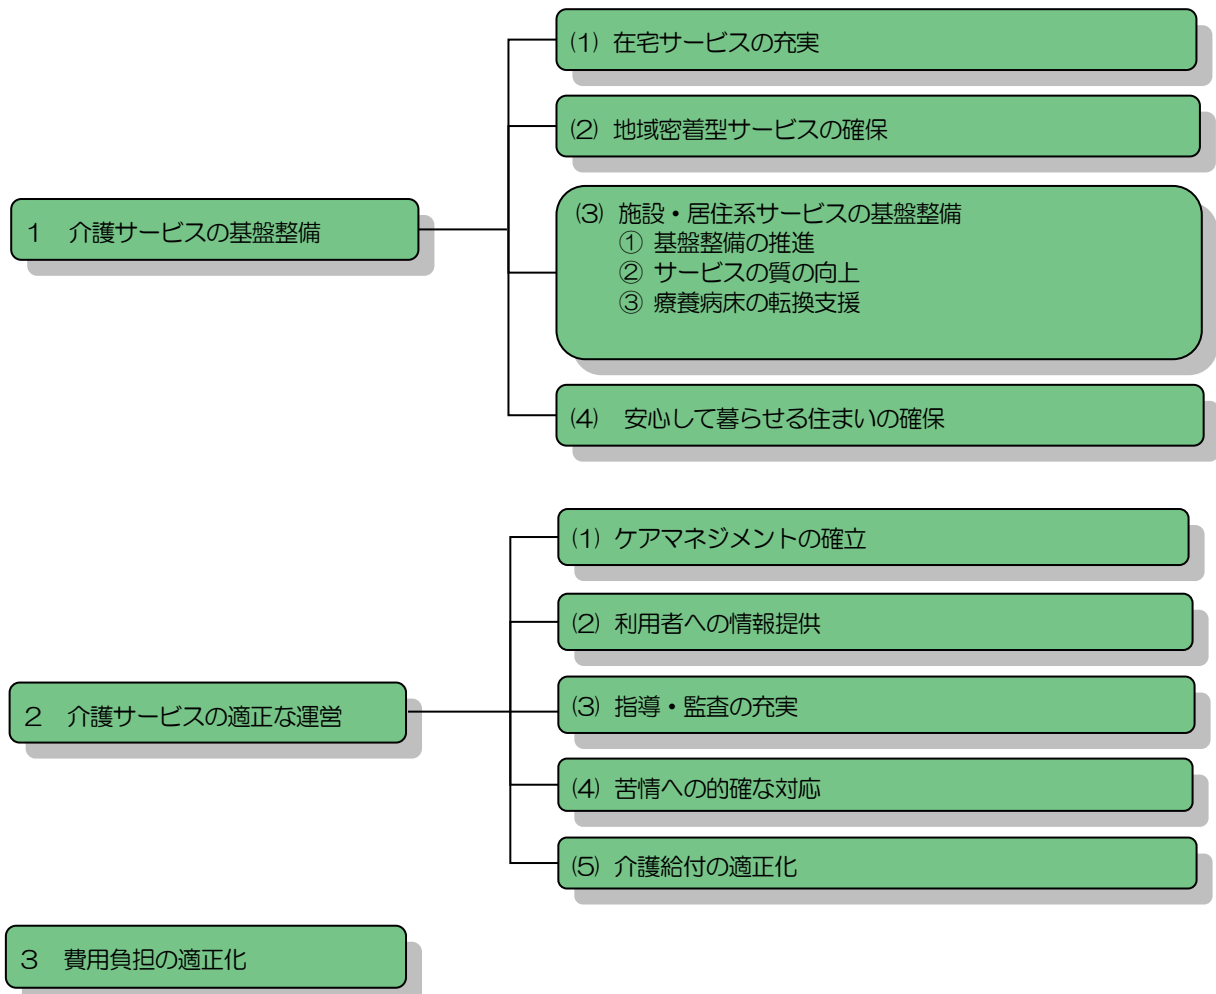 1　介護サービスの基盤整備
(1) 在宅サービスの充実
(2) 地域密着型サービスの確保
(3) 施設・居住系サービスの基盤整備
① 基盤整備の推進
② サービスの質の向上
③ 療養病床の転換支援
(4)　安心して暮らせる住まいの確保
2　介護サービスの適正な運営
(1) ケアマネジメントの確立
(2) 利用者への情報提供
(3) 指導・監査の充実
(4) 苦情への的確な対応
(5) 介護給付の適正化
3　費用負担の適正化